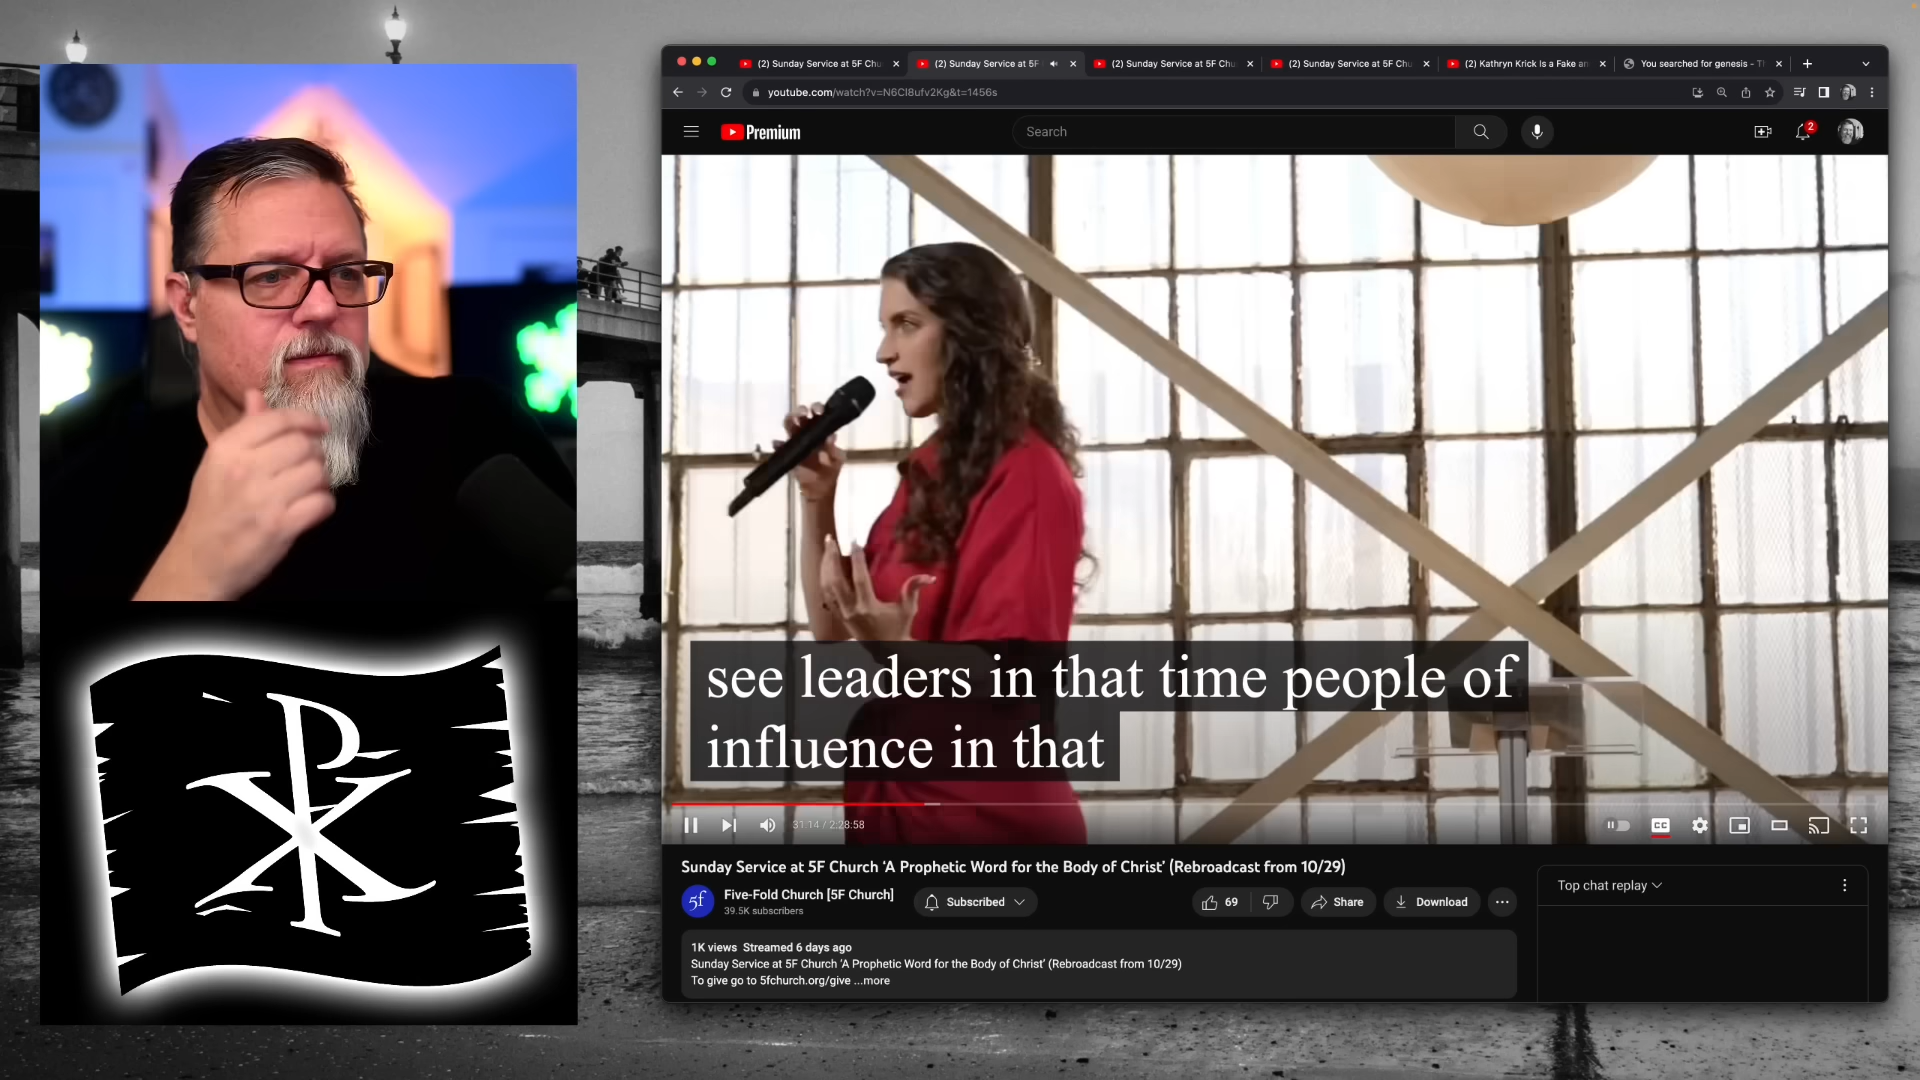 (2) Sunday Service at 5F Chu
(2) Sunday Service at 5F
(2) Sunday Service at 5F Chu
(2) Sunday Service at 5F Chu
(2) Kathryn Krick Is a Fake an
You searched for genesis - T
youtube.com/watch?v=N6Cl8ufv2Kg&t=1456s
Premium
Search
2
see leaders in that time people of
influence in that
31:14 / 2:28:58
CC
Sunday Service at 5F Church 'A Prophetic Word for the Body of Christ' (Rebroadcast from 10/29)
5f
Five-Fold Church [5F Church]
39.5K subscribers
Subscribed
69
Share
Download
Top chat replay
1K views Streamed 6 days ago
Sunday Service at 5F Church 'A Prophetic Word for the Body of Christ' (Rebroadcast from 10/29)
To give go to 5fchurch.org/give ...more